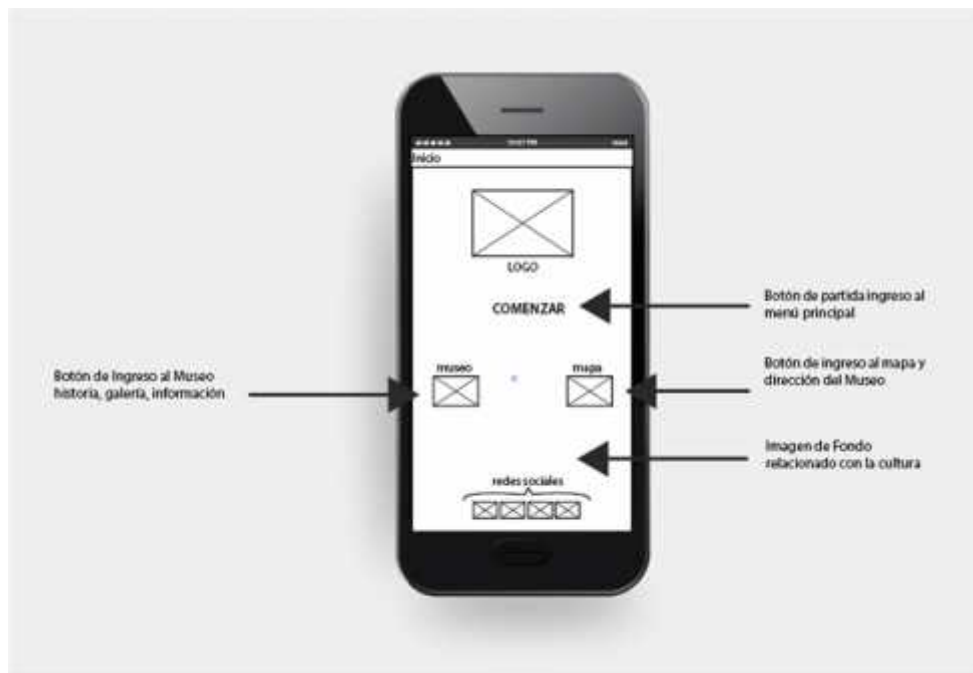 Inicio
LOGO
COMENZAR
Botón de partida ingreso al
menú principal
museo
mapa
Botón de ingreso al mapa y
dirección del Museo
Botón de Ingreso al Museo
historia, galería, información
Imagen de Fondo
relacionado con la cultura
redes sociales